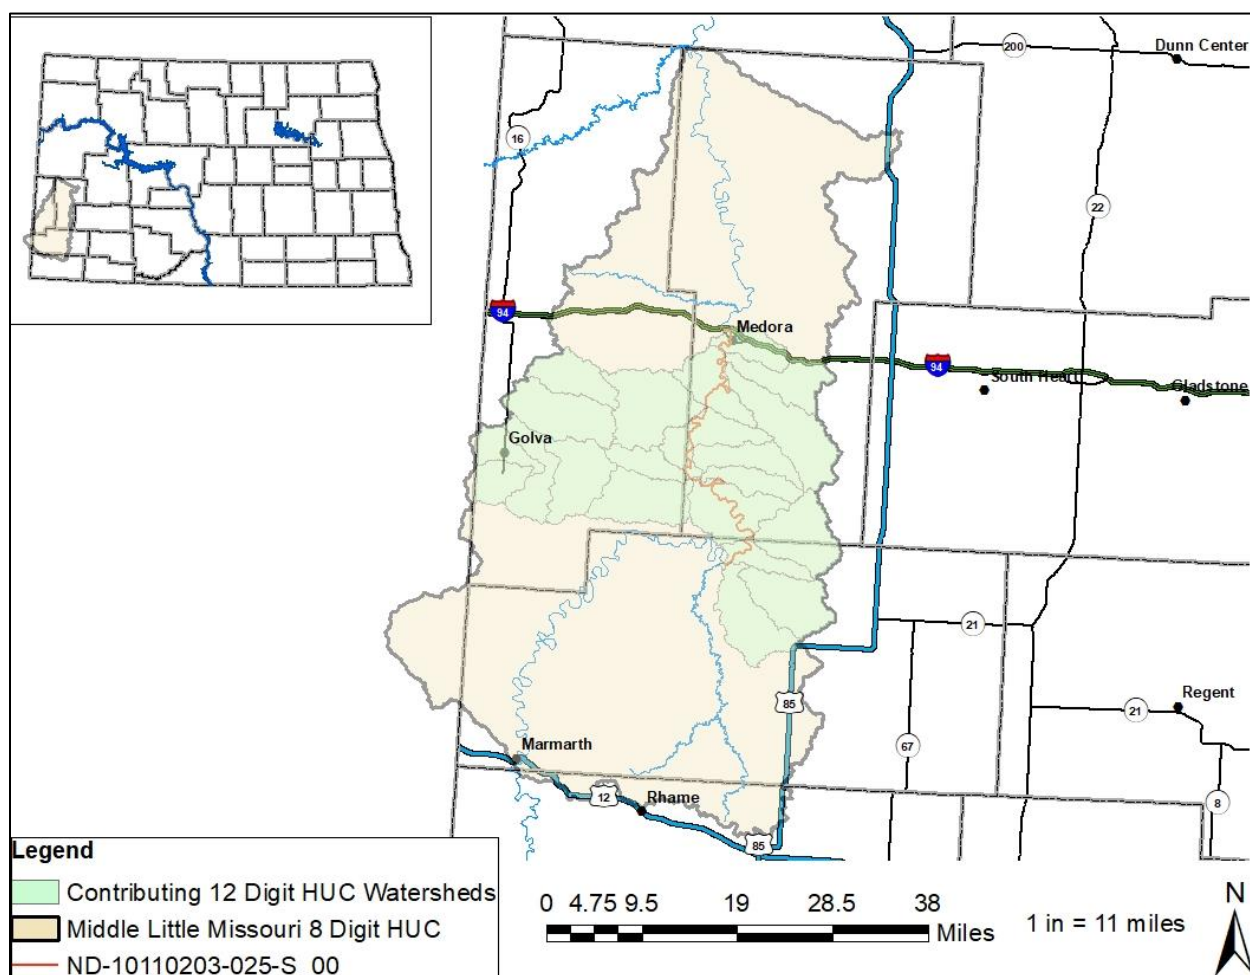 200
Dunn Center
16
22
94
Medora
94
South Heart
Gladstone
Golva
21
85
Regent
21
67
Marmarth
12
Rhame
8
85
Legend
Contributing 12 Digit HUC Watersheds
Middle Little Missouri 8 Digit HUC
ND-10110203-025-S_00
0 4.75 9.5 19 28.5 38
Miles
1 in = 11 miles
N